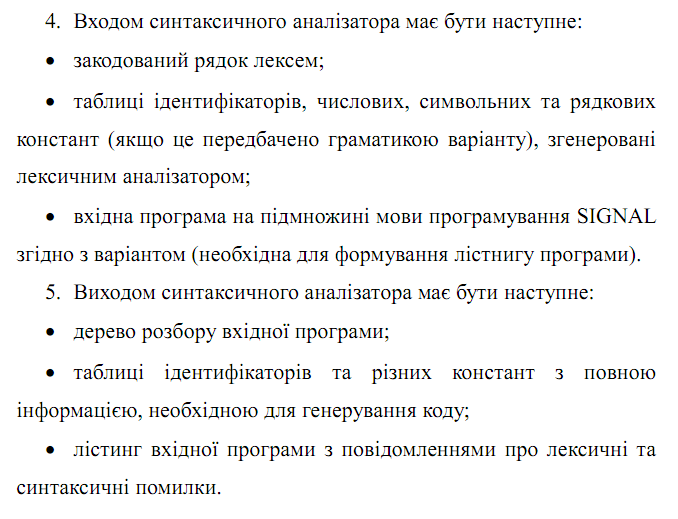 4. Входом синтаксичного аналізатора має бути наступне:
• закодований рядок лексем;
• таблиці ідентифікаторів, числових, символьних та рядкових
констант (якщо це передбачено граматикою варіанту), згенеровані
лексичним аналізатором;
• вхідна програма на підмножині мови програмування SIGNAL
згідно з варіантом (необхідна для формування лістнигу програми).
5. Виходом синтаксичного аналізатора має бути наступне:
• дерево розбору вхідної програми;
• таблиці ідентифікаторів та різних констант з повною
інформацією, необхідною для генерування коду;
• лістинг вхідної програми з повідомленнями про лексичні та
синтаксичні помилки.